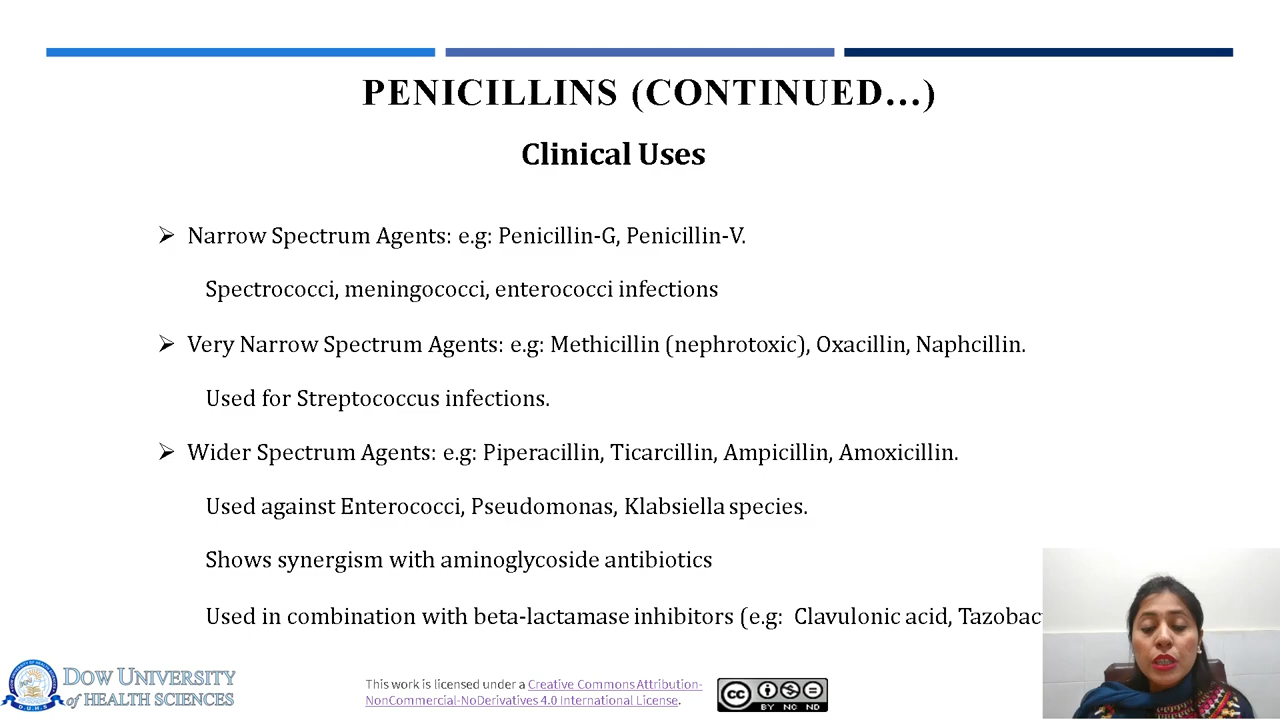 PENICILLINS (CONTINUED...)
Clinical Uses
Narrow Spectrum Agents: e.g: Penicillin-G, Penicillin-V.
Spectrococci, meningococci, enterococci infections
Very Narrow Spectrum Agents: e.g: Methicillin (nephrotoxic), Oxacillin, Naphcillin.
Used for Streptococcus infections.
Wider Spectrum Agents: e.g: Piperacillin, Ticarcillin, Ampicillin, Amoxicillin.
Used against Enterococci, Pseudomonas, Klabsiella species.
Shows synergism with aminoglycoside antibiotics
Used in combination with beta-lactamase inhibitors (e.g: Clavulonic acid, Tazobac
DOW UNIVERSITY
of HEALTH SCIENCES
This work is licensed under a Creative Commons Attribution-
NonCommercial-NoDerivatives 4.0 International License.
cc
BY NC ND